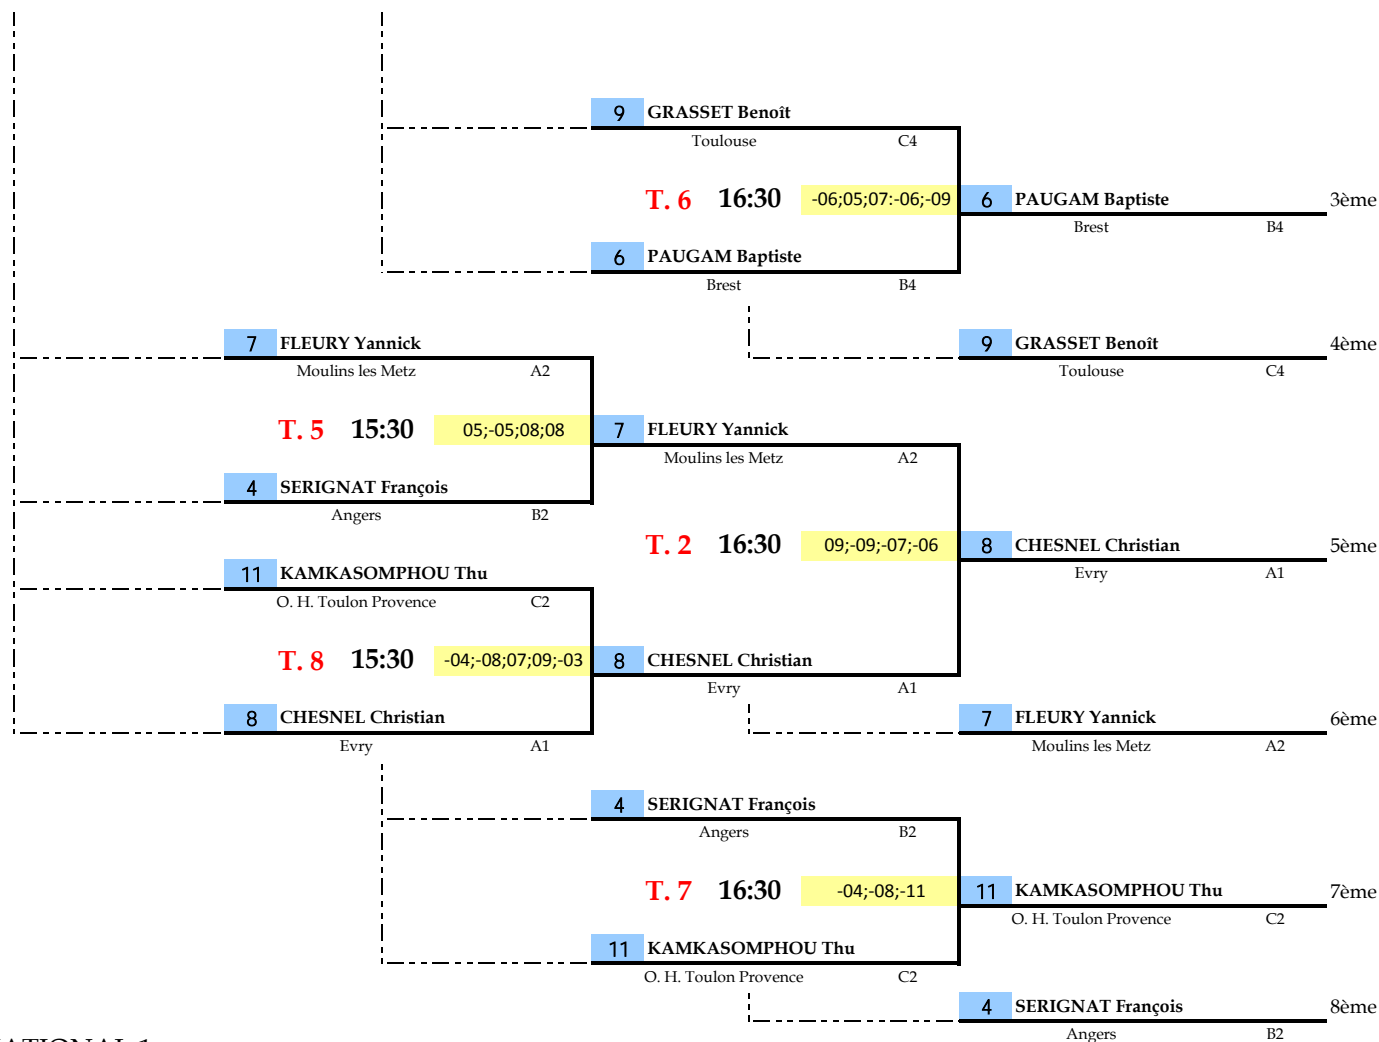 9 GRASSET Benoît
Toulouse C4
T. 6 16:30 -06;05;07:-06;-09 6 PAUGAM Baptiste 3ème
Brest B4
6 PAUGAM Baptiste
Brest B4
7 FLEURY Yannick 9 GRASSET Benoît 4ème
Moulins les Metz A2 Toulouse C4
T. 5 15:30 05;-05;08;08 7 FLEURY Yannick
Moulins les Metz A2
4 SERIGNAT François
Angers B2
T. 2 16:30 09;-09;-07;-06 8 CHESNEL Christian 5ème
11 KAMKASOMPHOU Thu Evry A1
O. H. Toulon Provence C2
T. 8 15:30 -04;-08;07;09;-03 8 CHESNEL Christian
Evry A1
8 CHESNEL Christian 7 FLEURY Yannick 6ème
Evry A1 Moulins les Metz A2
4 SERIGNAT François
Angers B2
T. 7 16:30 -04;-08;-11 11 KAMKASOMPHOU Thu 7ème
O. H. Toulon Provence C2
11 KAMKASOMPHOU Thu
O. H. Toulon Provence C2
4 SERIGNAT François 8ème
Angers B2